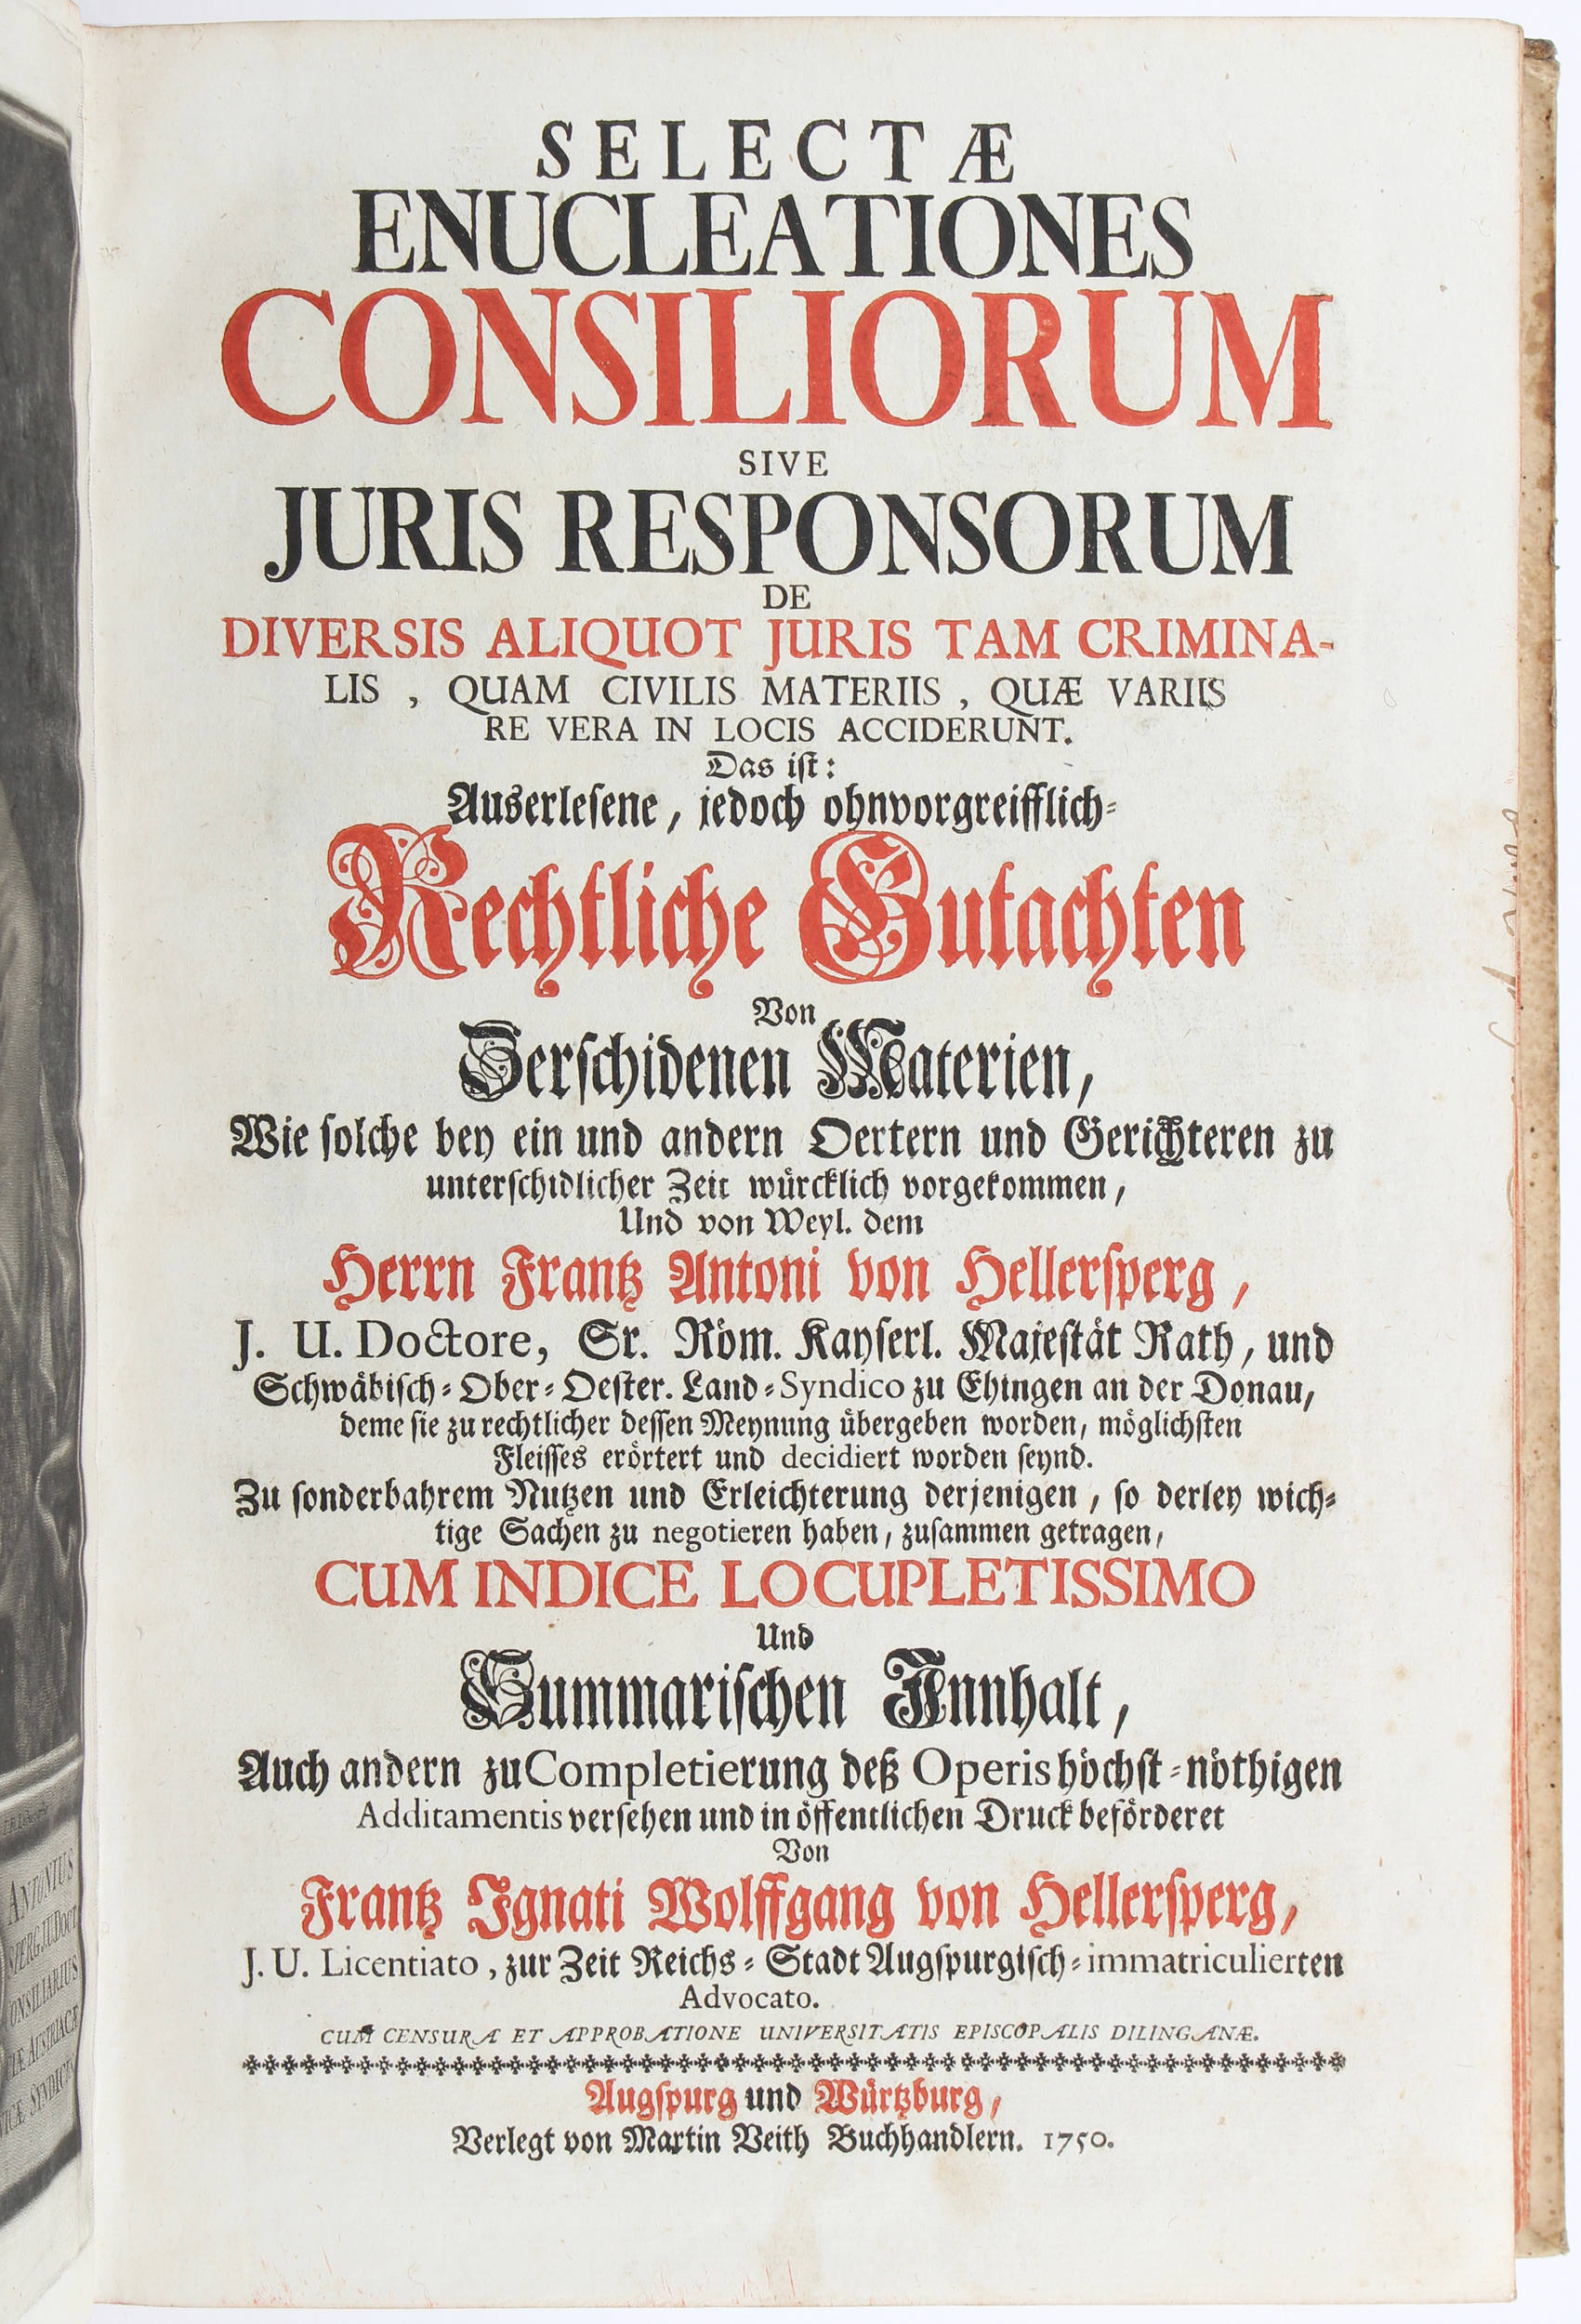 SELECTÆ
ENUCLEATIONES
CONSILIORUM
SIVE
JURIS RESPONSORUM
DE
DIVERSIS ALIQUOT JURIS TAM CRIMINA-
LIS, QUAM CIVILIS MATERIIS, QUÆ VARIIS
RE VERA IN LOCIS ACCIDERUNT.
Das ist:
Auserlesene, jedoch ohnvorgreifflich-
Rechtliche Gutachten
Von
Verschidenen Materien,
Wie solche bey ein und andern Oertern und Gerichteren zu
unterschidlicher Zeit würcklich vorgekommen,
Und von Weyl. dem
Herrn Frantz Antoni von Hellersperg,
J. U. Doctore, Sr. Röm. Kayserl. Majestät Rath, und
Schwäbisch-Ober-Oester. Land-Syndico zu Ehingen an der Donau,
deme sie zu rechtlicher dessen Meynung übergeben worden, möglichsten
Fleisses erörtert und decidiert worden seynd.
Zu sonderbahrem Nutzen und Erleichterung derjenigen, so derley wich-
tige Sachen zu negotieren haben, zusammen getragen,
CUM INDICE LOCUPLETISSIMO
Und
Summarischen Innhalt,
Auch andern zu Completierung deß Operis höchst-nöthigen
Additamentis versehen und in öffentlichen Druck beförderet
Von
Frantz Ignati Wolffgang von Hellersperg,
J. U. Licentiato, zur Zeit Reichs-Stadt Augspurgisch-immatriculierten
Advocato.
CUM CENSURA ET APPROBATIONE UNIVERSITATIS EPISCOPALIS DILINGANÆ.
Augspurg und Würtzburg,
Verlegt von Martin Veith Buchhandlern. 1750.
ANTONIUS
SPERG JU Doct
ONSILIARIUS
Æ AUSTRIACÆ
VICÆ SYNDICUS